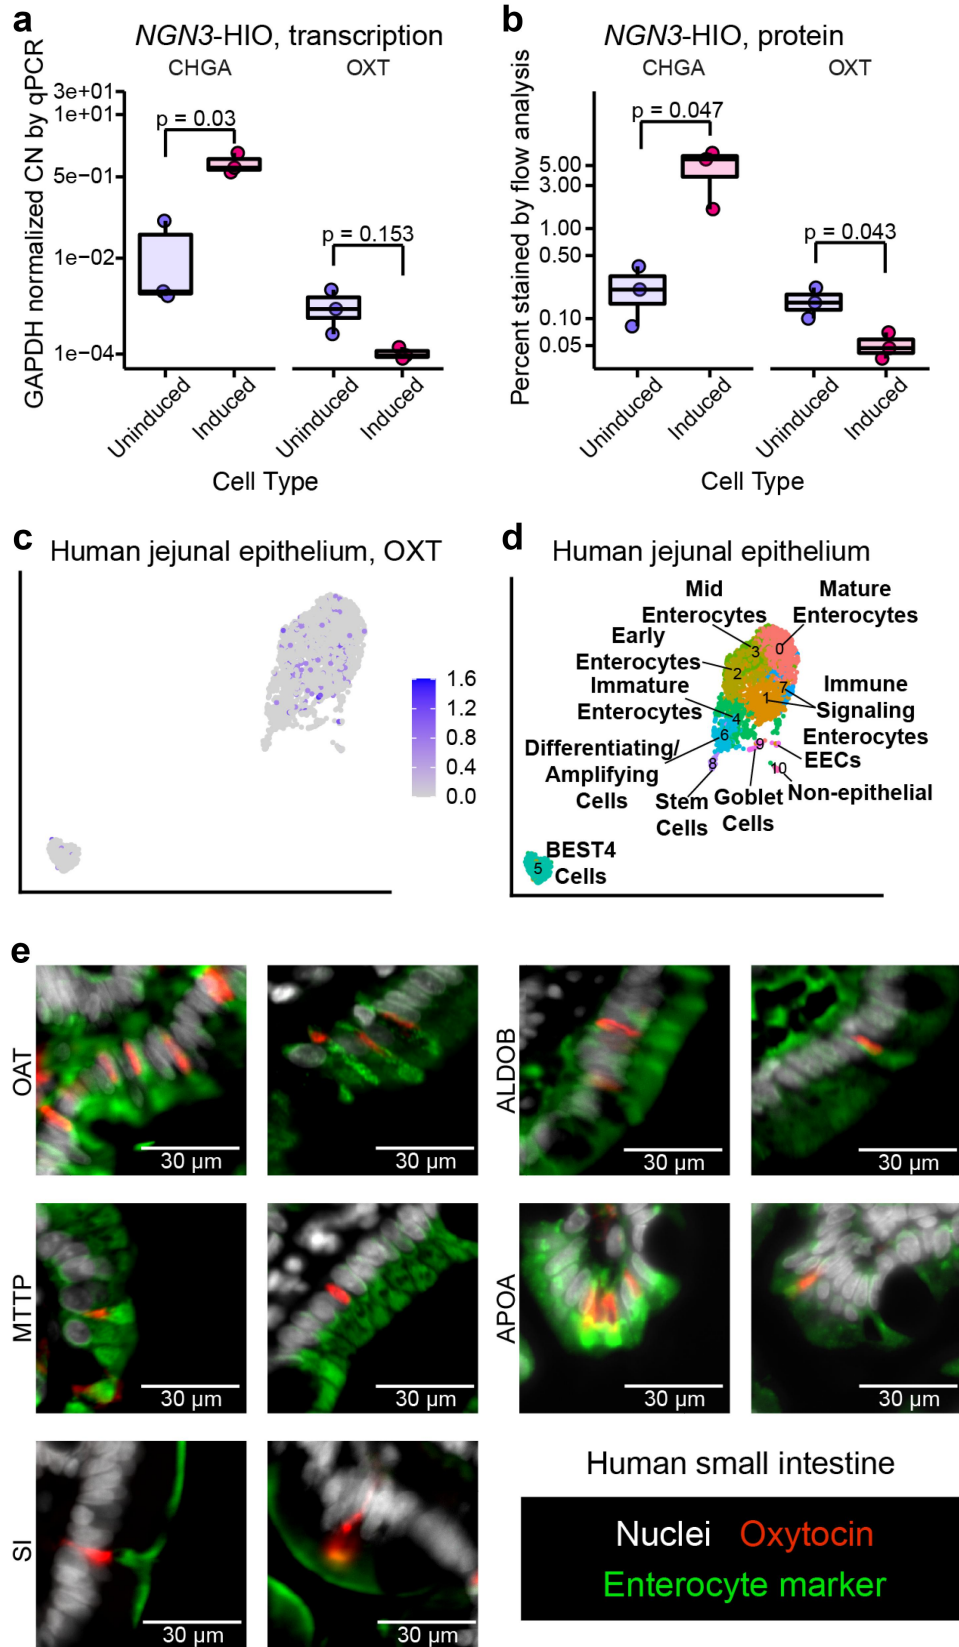 a
NGN3-HIO, transcription
CHGA
OXT
GAPDH normalized CN by qPCR
3e+01
1e+01
5e-01
1e-02
1e-04
p = 0.03
p = 0.153
Uninduced
Induced
Uninduced
Induced
Cell Type
b
NGN3-HIO, protein
CHGA
OXT
Percent stained by flow analysis
5.00
3.00
1.00
0.50
0.10
0.05
p = 0.047
p = 0.043
Uninduced
Induced
Uninduced
Induced
Cell Type
c
Human jejunal epithelium, OXT
1.6
1.2
0.8
0.4
0.0
d
Human jejunal epithelium
Mid
Enterocytes
Mature
Enterocytes
Early
Enterocytes
Immature
Enterocytes
Immune
Signaling
Enterocytes
Differentiating/
Amplifying
Cells
EECs
Stem
Cells
Goblet
Cells
Non-epithelial
BEST4
Cells
3
0
2
7
1
4
6
9
8
10
5
e
OAT
30 µm
30 µm
ALDOB
30 µm
30 µm
MTTP
30 µm
30 µm
APOA
30 µm
30 µm
SI
30 µm
30 µm
Human small intestine
Nuclei Oxytocin
Enterocyte marker